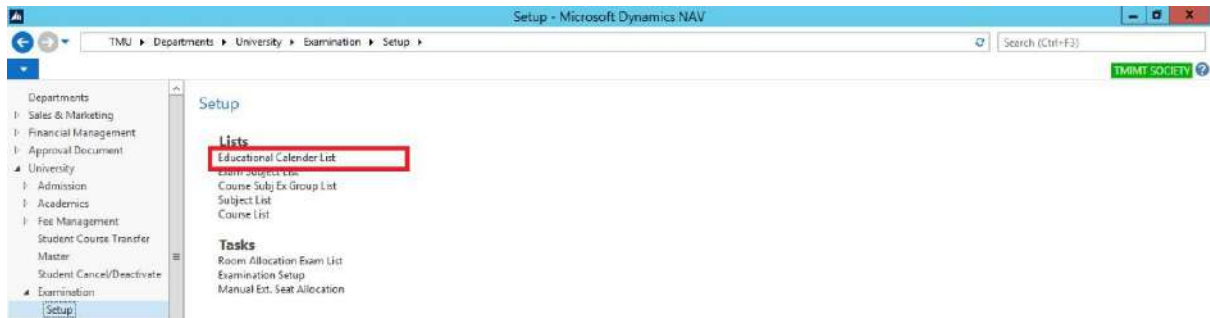 Setup - Microsoft Dynamics NAV
TMU ▸ Departments ▸ University ▸ Examination ▸ Setup ▸
Search (Ctrl+F3)
TMIMT SOCIETY
Departments
Sales & Marketing
Financial Management
Approval Document
University
Admission
Academics
Fee Management
Student Course Transfer
Master
Student Cancel/Deactivate
Examination
Setup
Setup
Lists
Educational Calender List
Exam Subject List
Course Subj Ex Group List
Subject List
Course List
Tasks
Room Allocation Exam List
Examination Setup
Manual Ext. Seat Allocation